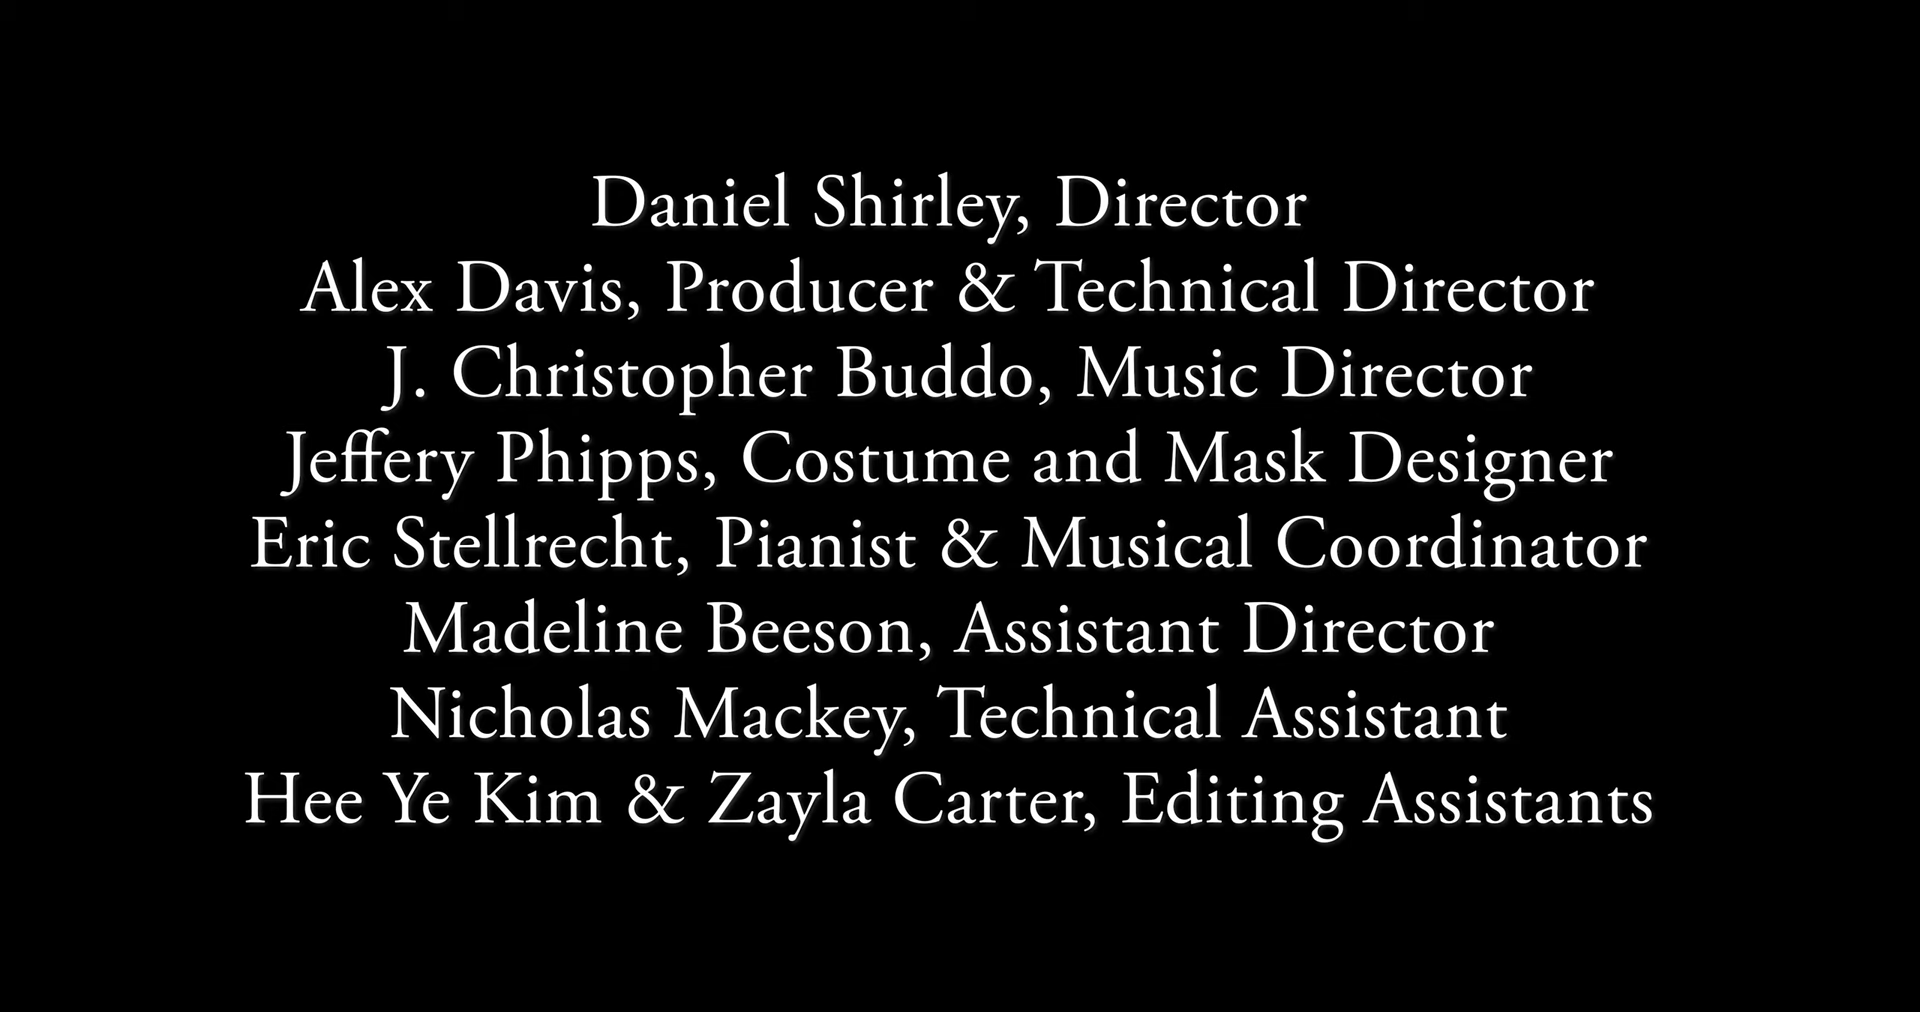 Daniel Shirley, Director
Alex Davis, Producer & Technical Director
J. Christopher Buddo, Music Director
Jeffery Phipps, Costume and Mask Designer
Eric Stellrecht, Pianist & Musical Coordinator
Madeline Beeson, Assistant Director
Nicholas Mackey, Technical Assistant
Hee Ye Kim & Zayla Carter, Editing Assistants